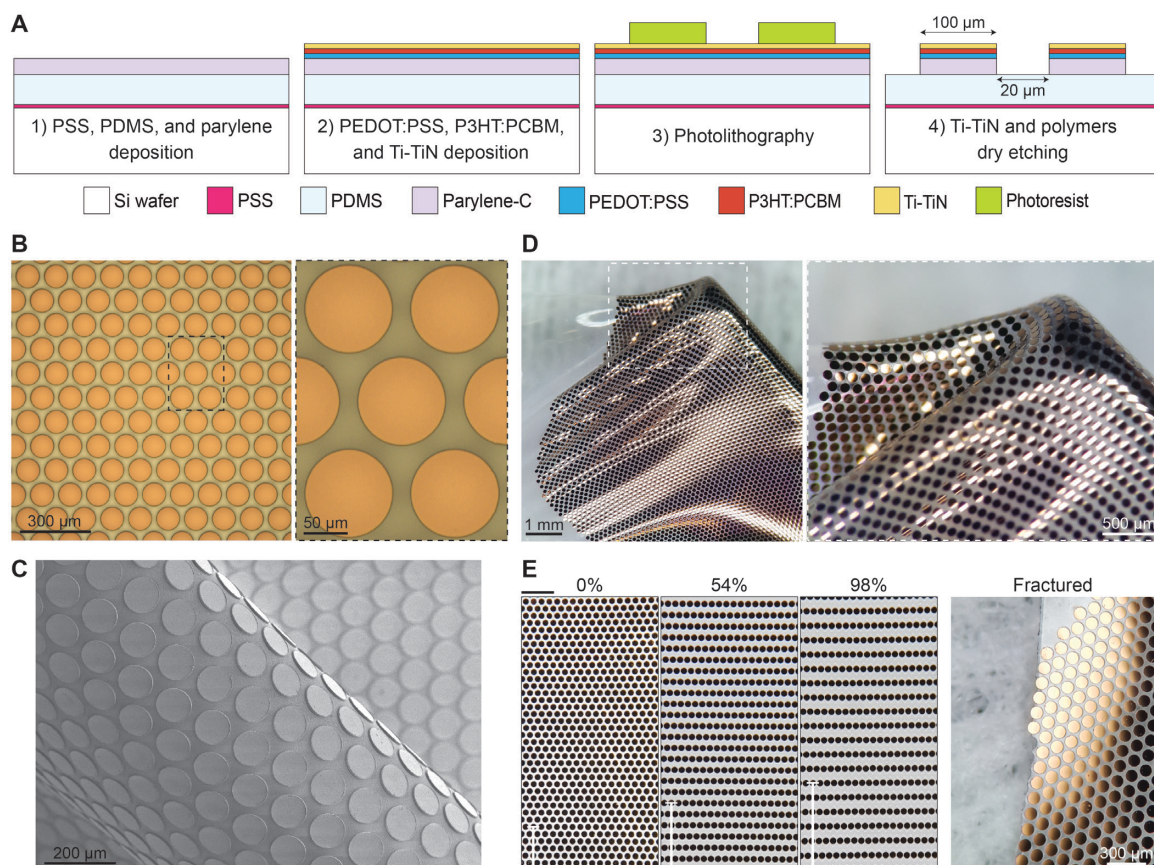 A
100 µm
20 µm
1) PSS, PDMS, and parylene
deposition
2) PEDOT:PSS, P3HT:PCBM,
and Ti-TiN deposition
3) Photolithography
4) Ti-TiN and polymers
dry etching
Si wafer
PSS
PDMS
Parylene-C
PEDOT:PSS
P3HT:PCBM
Ti-TiN
Photoresist
B
300 µm
50 µm
D
1 mm
500 µm
C
200 µm
E
0%
54%
98%
Fractured
300 µm